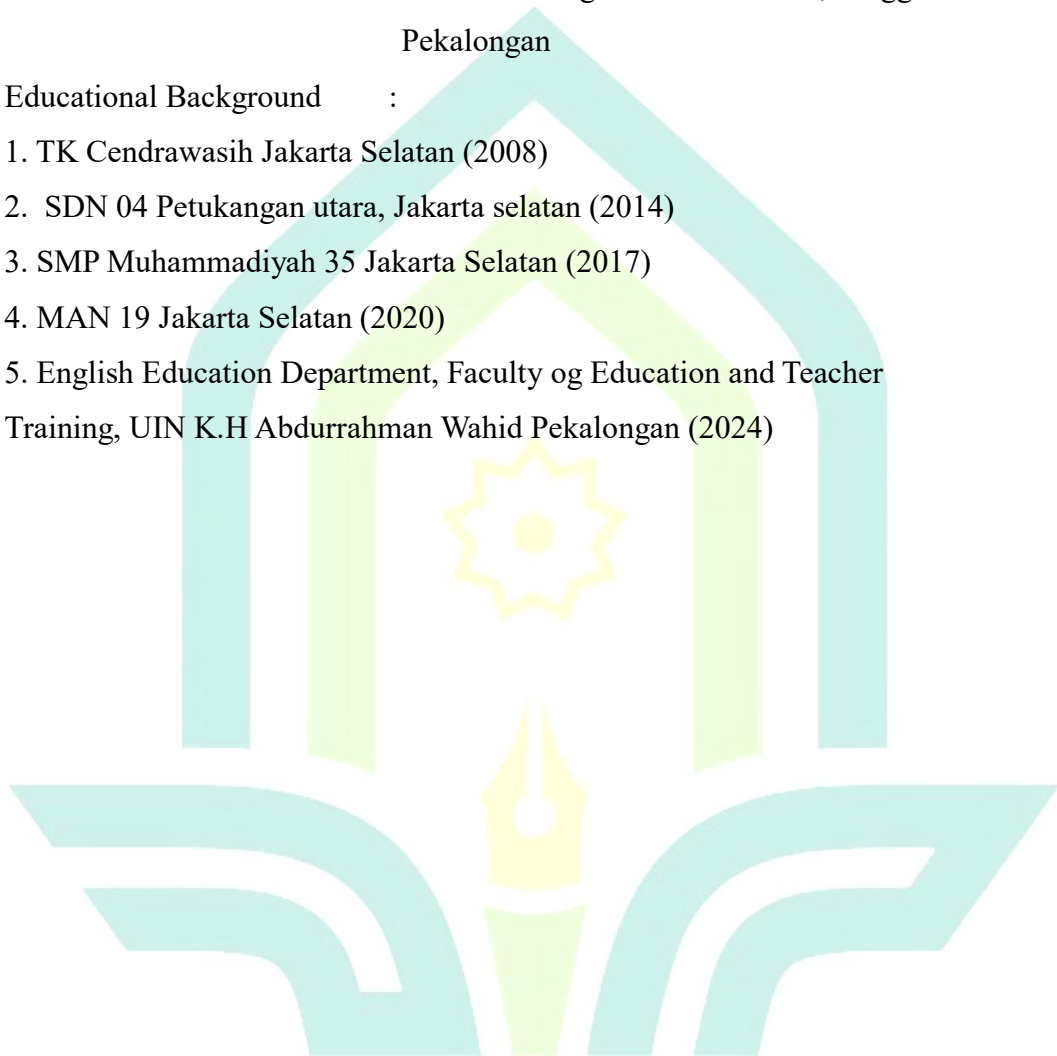 Pekalongan
Educational Background :
1. TK Cendrawasih Jakarta Selatan (2008)
2. SDN 04 Petukangan utara, Jakarta selatan (2014)
3. SMP Muhammadiyah 35 Jakarta Selatan (2017)
4. MAN 19 Jakarta Selatan (2020)
5. English Education Department, Faculty og Education and Teacher
Training, UIN K.H Abdurrahman Wahid Pekalongan (2024)